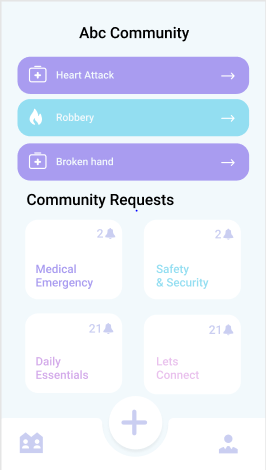 Abc Community
Heart Attack
Robbery
Broken hand
Community Requests
2
2
Medical
Emergency
Safety
& Security
21
21
Daily
Essentials
Lets
Connect